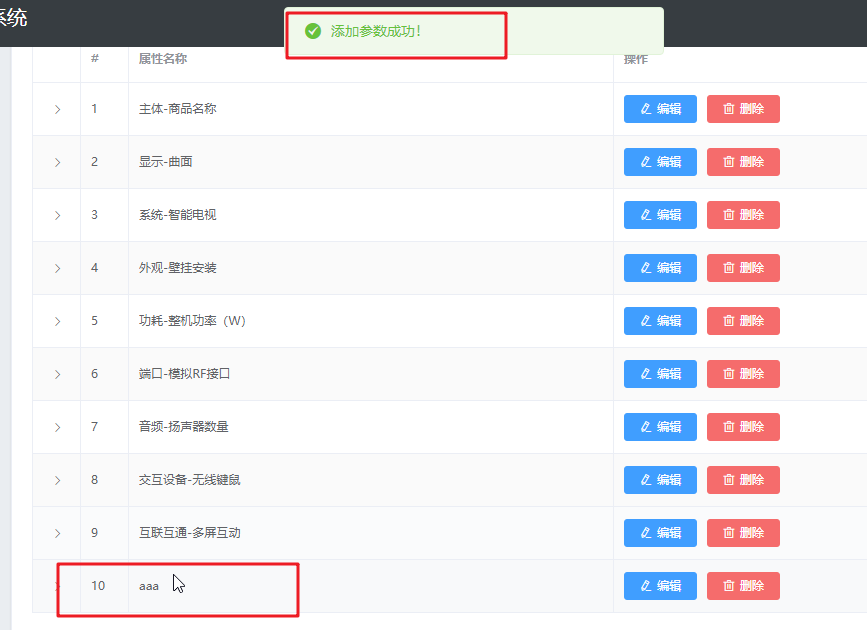 系统
添加参数成功！
# 属性名称 操作
1 主体-商品名称 编辑 删除
2 显示-曲面 编辑 删除
3 系统-智能电视 编辑 删除
4 外观-壁挂安装 编辑 删除
5 功耗-整机功率（W） 编辑 删除
6 端口-模拟RF接口 编辑 删除
7 音频-扬声器数量 编辑 删除
8 交互设备-无线键鼠 编辑 删除
9 互联互通-多屏互动 编辑 删除
10 aaa 编辑 删除